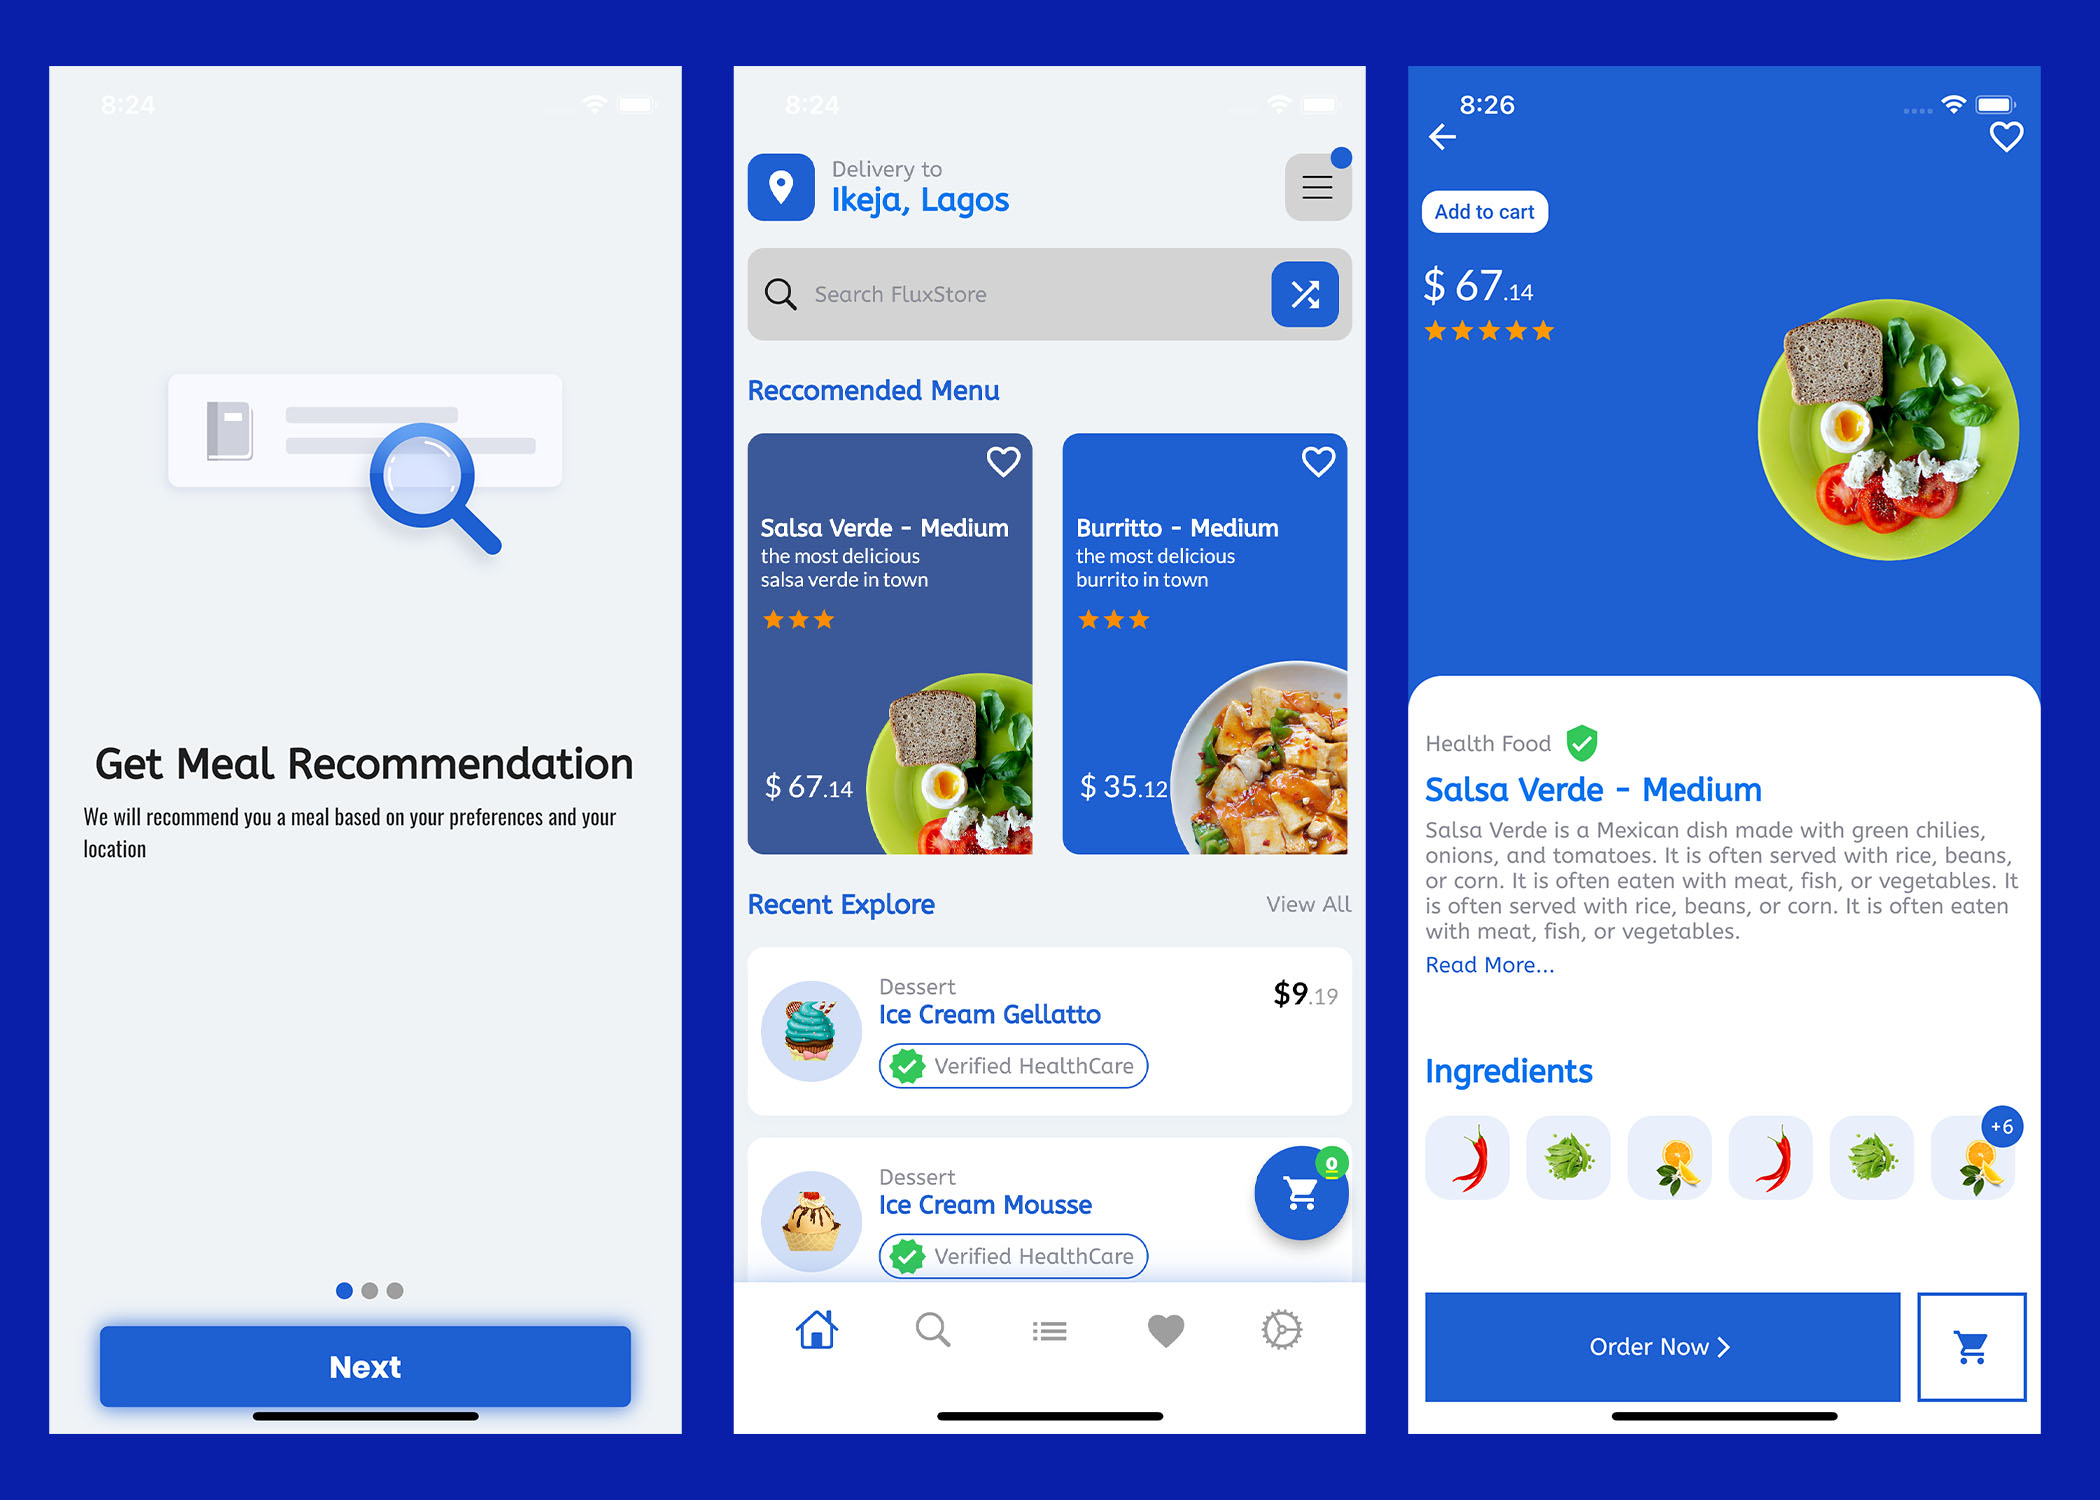 8:24
Get Meal Recommendation
We will recommend you a meal based on your preferences and your
location
Next
8:24
Delivery to
Ikeja, Lagos
Search FluxStore
Reccomended Menu
Salsa Verde - Medium
the most delicious
salsa verde in town
$ 67.14
Burritto - Medium
the most delicious
burrito in town
$ 35.12
Recent Explore
View All
Dessert
Ice Cream Gellatto
$9.19
Verified HealthCare
Dessert
Ice Cream Mousse
0
Verified HealthCare
8:26
Add to cart
$ 67.14
Health Food
Salsa Verde - Medium
Salsa Verde is a Mexican dish made with green chilies,
onions, and tomatoes. It is often served with rice, beans,
or corn. It is often eaten with meat, fish, or vegetables. It
is often served with rice, beans, or corn. It is often eaten
with meat, fish, or vegetables.
Read More...
Ingredients
+6
Order Now